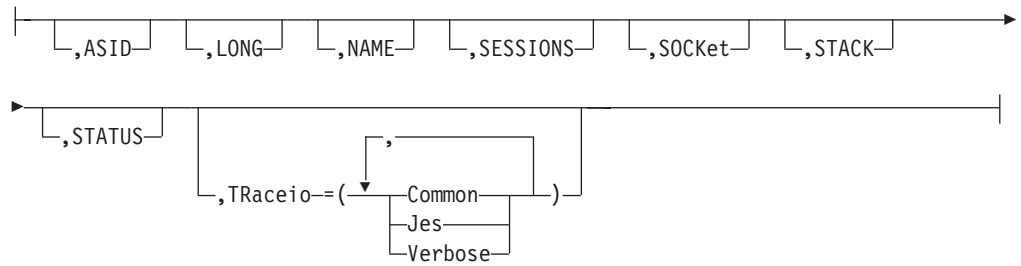 ,ASID ,LONG ,NAME ,SESSIONS ,SOCKet ,STACK
,STATUS
,
,TRaceio =( Common )
Jes
Verbose